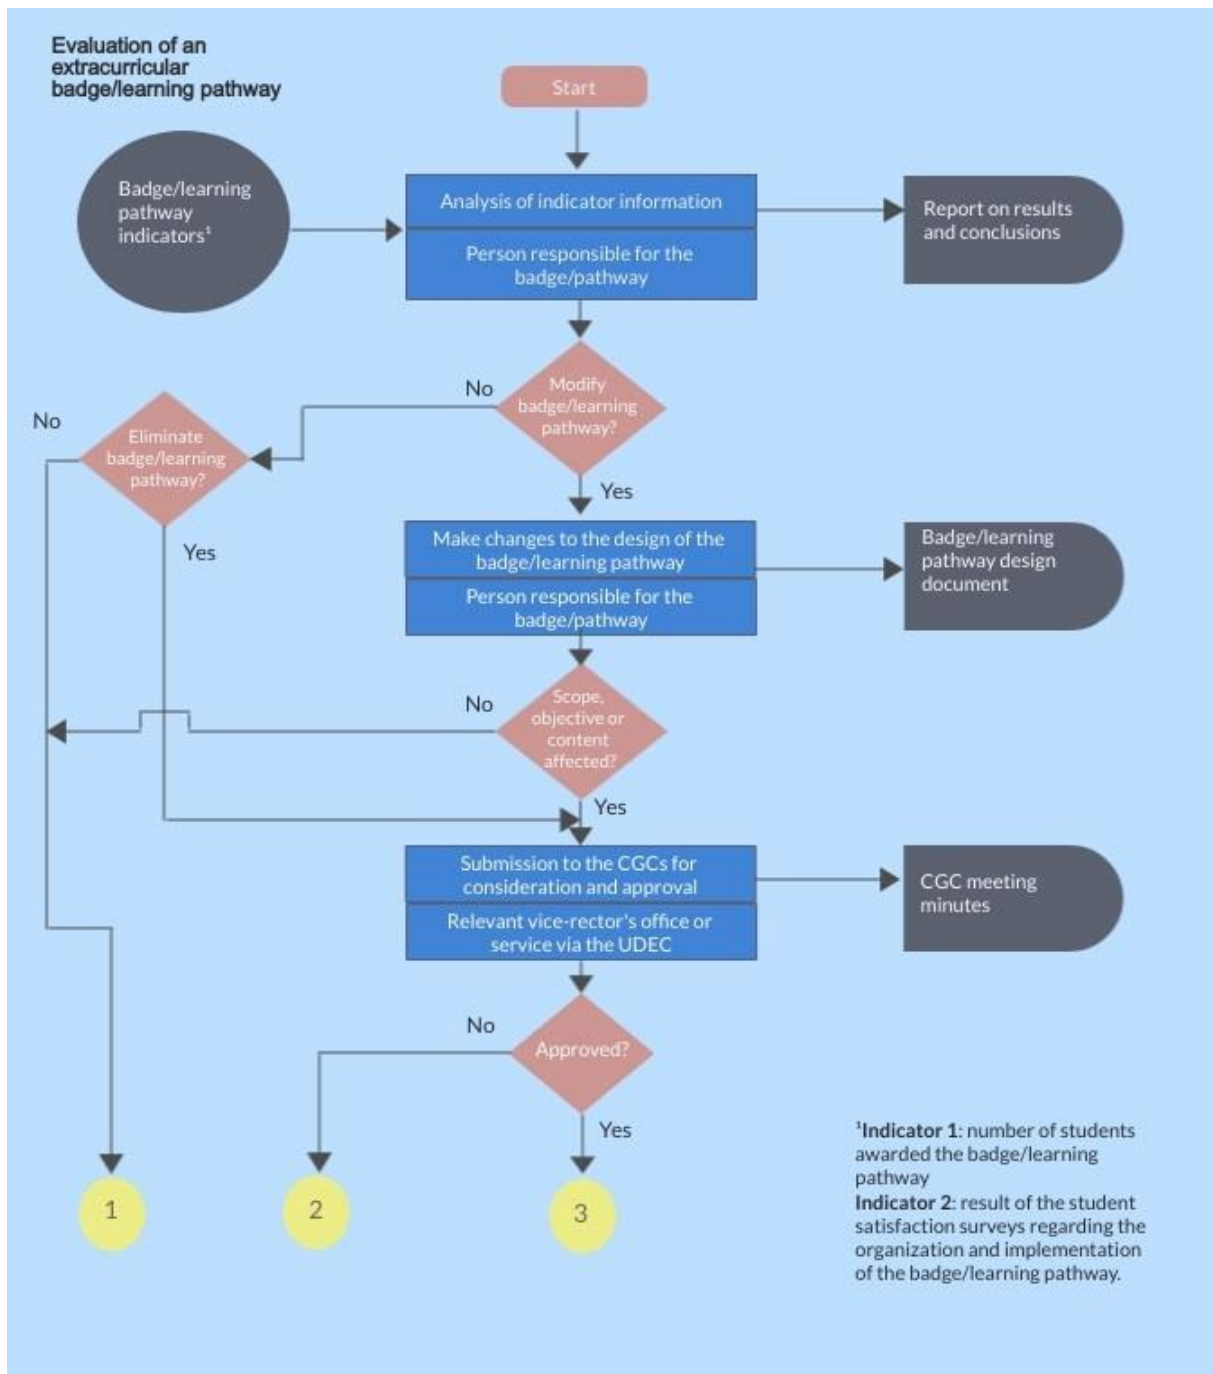 Evaluation of an
extracurricular
badge/learning pathway
Start
Badge/learning
pathway
indicators¹
Analysis of indicator information
Person responsible for the
badge/pathway
Report on results
and conclusions
No
Modify
badge/learning
pathway?
No
Eliminate
badge/learning
pathway?
Yes
Yes
Make changes to the design of the
badge/learning pathway
Person responsible for the
badge/pathway
Badge/learning
pathway design
document
No
Scope,
objective or
content
affected?
Yes
Submission to the CGCs for
consideration and approval
Relevant vice-rector's office or
service via the UDEC
CGC meeting
minutes
No
Approved?
Yes
1
2
3
¹Indicator 1: number of students
awarded the badge/learning
pathway
Indicator 2: result of the student
satisfaction surveys regarding the
organization and implementation
of the badge/learning pathway.